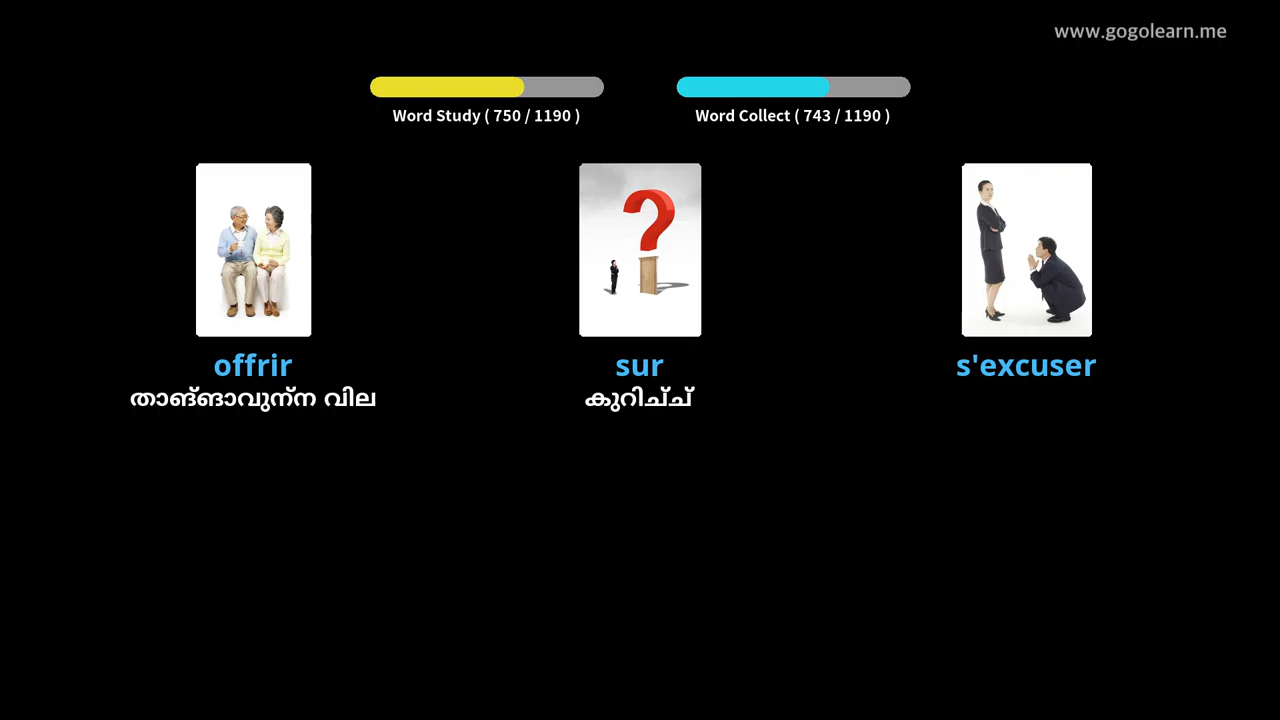 www.gogolearn.me
Word Study ( 750 / 1190 )
Word Collect ( 743 / 1190 )
offrir
sur
s'excuser
താങ്ങാവുന്ന വില
കുറിച്ച്